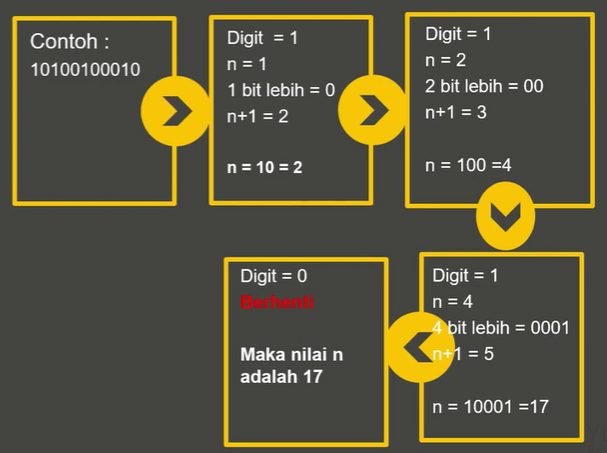 Contoh :
10100100010
Digit = 1
n = 1
1 bit lebih = 0
n+1 = 2
n = 10 = 2
Digit = 1
n = 2
2 bit lebih = 00
n+1 = 3
n = 100 =4
Digit = 1
n = 4
4 bit lebih = 0001
n+1 = 5
n = 10001 =17
Digit = 0
Berhenti
Maka nilai n
adalah 17